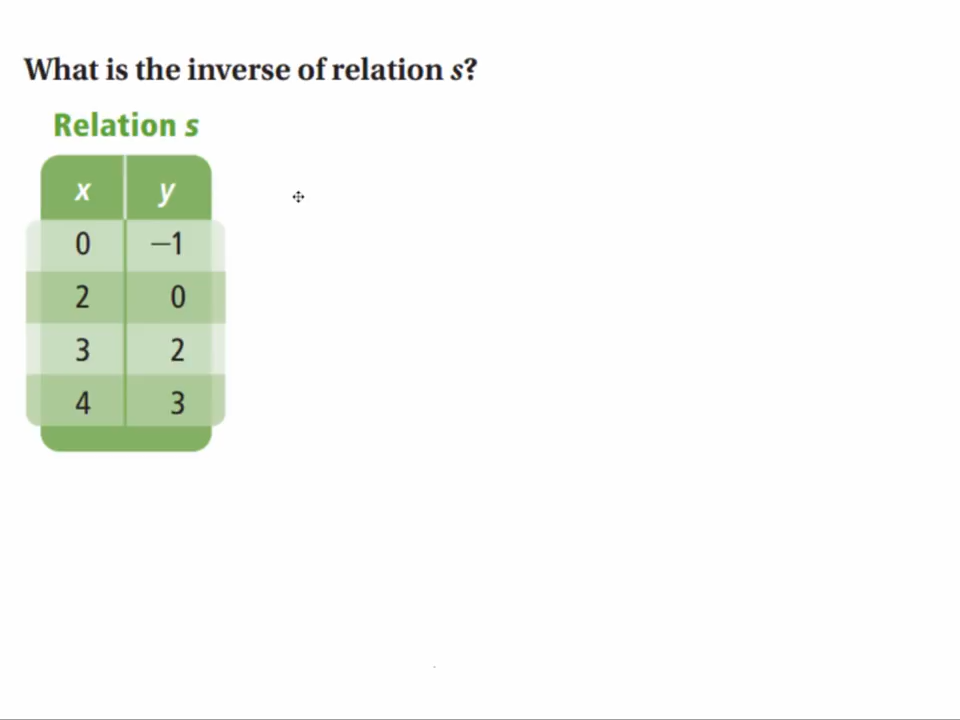 What is the inverse of relation s?
Relation s
x y
0 −1
2 0
3 2
4 3